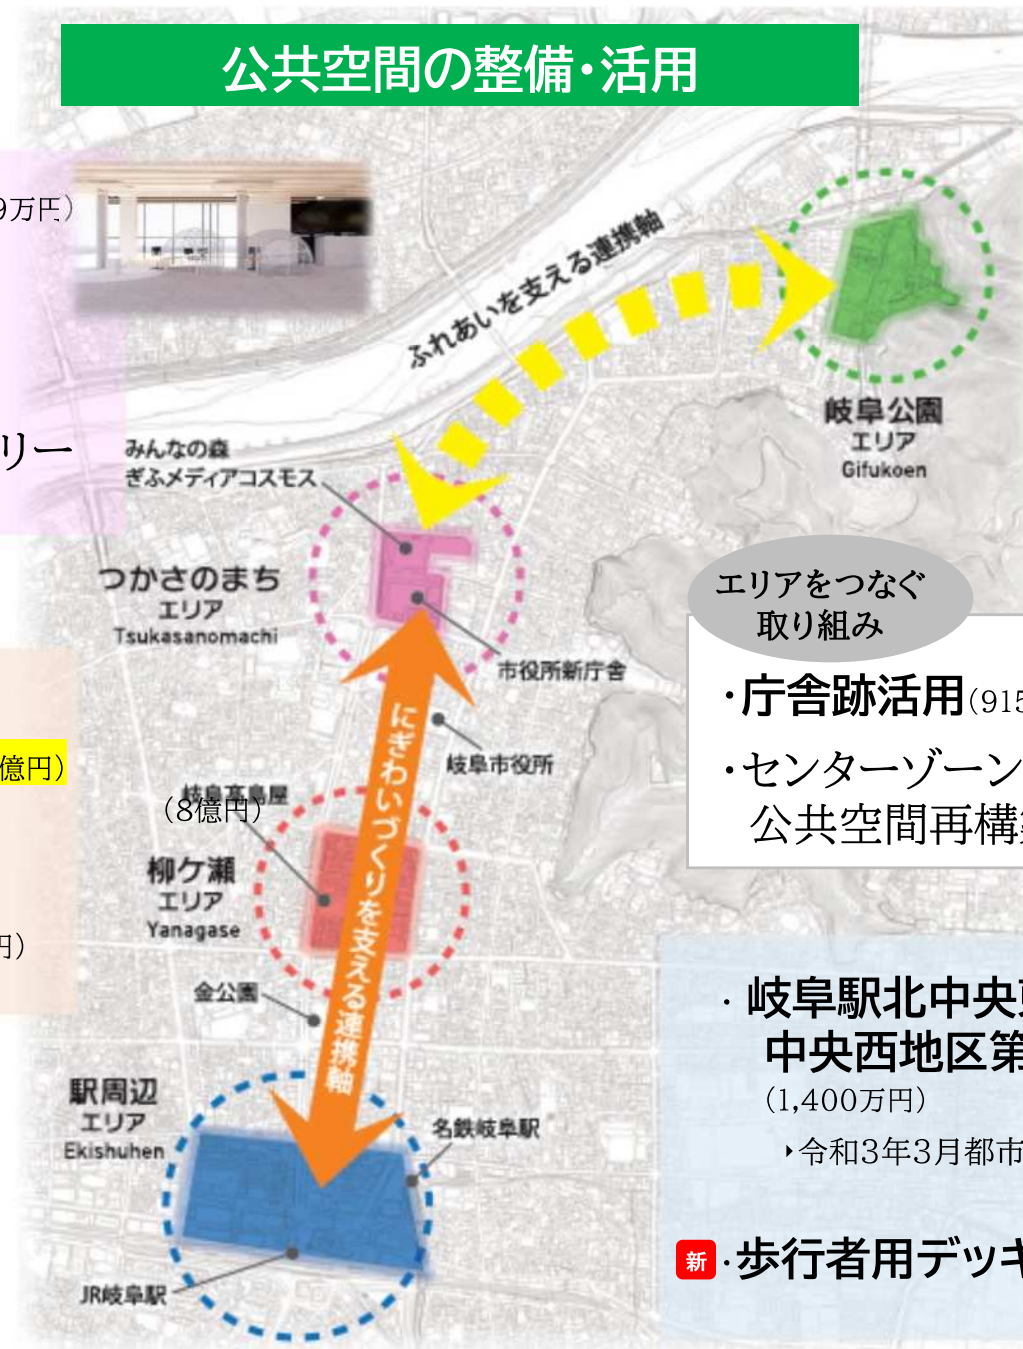 公共空間の整備・活用
9万円）
ふれあいを支える連携軸
岐阜公園
エリア
Gifukoen
リー
みんなの森
ぎふメディアコスモス
つかさのまち
エリア
Tsukasanomachi
市役所新庁舎
エリアをつなぐ
取り組み
・庁舎跡活用（915
・センターゾーン
公共空間再構
にぎわいづくりを支える連携軸
岐阜市役所
億円）
岐阜髙島屋
（8億円）
柳ケ瀬
エリア
Yanagase
円）
金公園
駅周辺
エリア
Ekishuhen
名鉄岐阜駅
JR岐阜駅
・岐阜駅北中央東
中央西地区第
（1,400万円）
‣令和3年3月都市
新・歩行者用デッキ